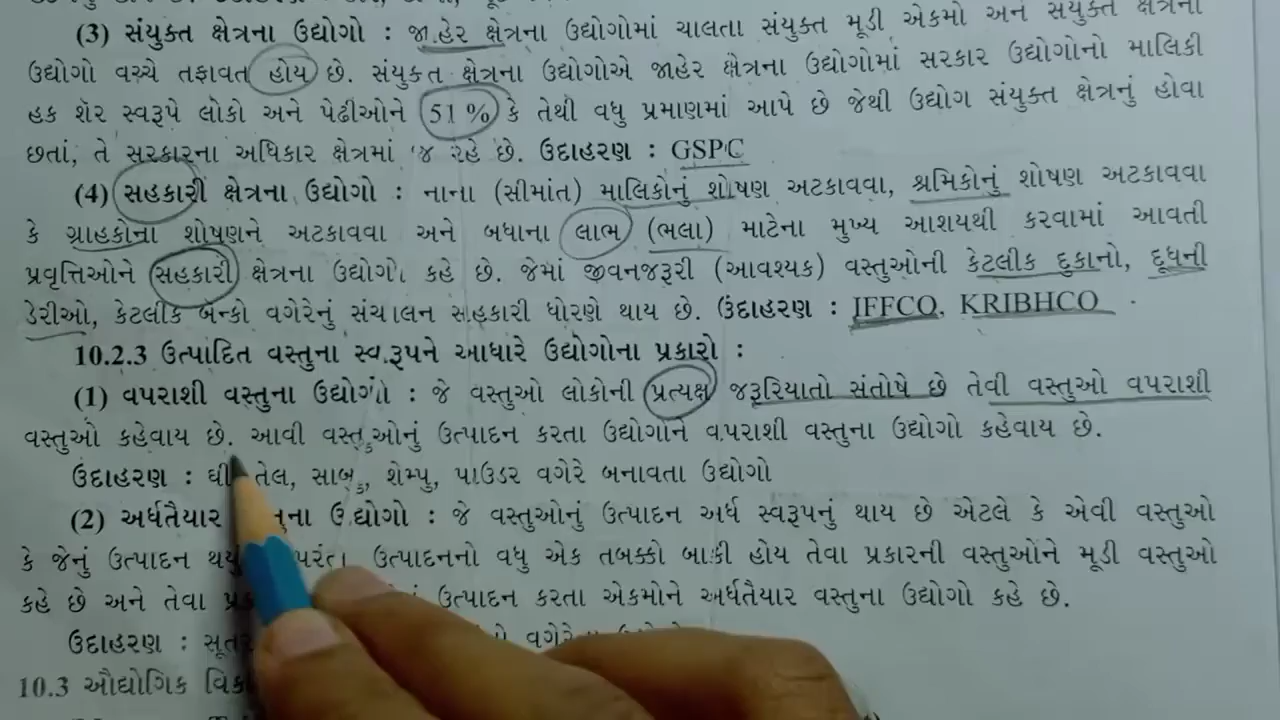 (3) સંયુક્ત ક્ષેત્રના ઉદ્યોગો : જાહેર ક્ષેત્રના ઉદ્યોગોમાં ચાલતા સંયુક્ત મૂડી એકમો અને સંયુક્ત ક્ષેત્રના
ઉદ્યોગો વચ્ચે તફાવત હોય છે. સંયુક્ત ક્ષેત્રના ઉદ્યોગોએ જાહેર ક્ષેત્રના ઉદ્યોગોમાં સરકાર ઉદ્યોગોનો માલિકી
હક શૅર સ્વરૂપે લોકો અને પેઢીઓને 51 % કે તેથી વધુ પ્રમાણમાં આપે છે જેથી ઉદ્યોગ સંયુક્ત ક્ષેત્રનું હોવા
છતાં, તે સરકારના અધિકાર ક્ષેત્રમાં જ રહે છે. ઉદાહરણ : GSPC
(4) સહકારી ક્ષેત્રના ઉદ્યોગો : નાના (સીમાંત) માલિકોનું શોષણ અટકાવવા, શ્રમિકોનું શોષણ અટકાવવા
કે ગ્રાહકોના શોષણને અટકાવવા અને બધાના લાભ (ભલા) માટેના મુખ્ય આશયથી કરવામાં આવતી
પ્રવૃત્તિઓને સહકારી ક્ષેત્રના ઉદ્યોગો કહે છે. જેમાં જીવનજરૂરી (આવશ્યક) વસ્તુઓની કેટલીક દુકાનો, દૂધની
ડેરીઓ, કેટલીક બૅન્કો વગેરેનું સંચાલન સહકારી ધોરણે થાય છે. ઉદાહરણ : IFFCO, KRIBHCO
10.2.3 ઉત્પાદિત વસ્તુના સ્વરૂપને આધારે ઉદ્યોગોના પ્રકારો :
(1) વપરાશી વસ્તુના ઉદ્યોગો : જે વસ્તુઓ લોકોની પ્રત્યક્ષ જરૂરિયાતો સંતોષે છે તેવી વસ્તુઓ વપરાશી
વસ્તુઓ કહેવાય છે. આવી વસ્તુઓનું ઉત્પાદન કરતા ઉદ્યોગોને વપરાશી વસ્તુના ઉદ્યોગો કહેવાય છે.
ઉદાહરણ : ઘી તેલ, સાબુ, શેમ્પુ, પાઉડર વગેરે બનાવતા ઉદ્યોગો
(2) અર્ધતૈયાર ઉદ્યોગો : જે વસ્તુઓનું ઉત્પાદન અર્ધ સ્વરૂપનું થાય છે એટલે કે એવી વસ્તુઓ
કે જેનું ઉત્પાદન થયું પરંતુ ઉત્પાદનનો વધુ એક તબક્કો બાકી હોય તેવા પ્રકારની વસ્તુઓને મૂડી વસ્તુઓ
કહે છે અને તેવા ઉત્પાદન કરતા એકમોને અર્ધતૈયાર વસ્તુના ઉદ્યોગો કહે છે.
ઉદાહરણ : વગેરેના
10.3 ઔદ્યોગિક